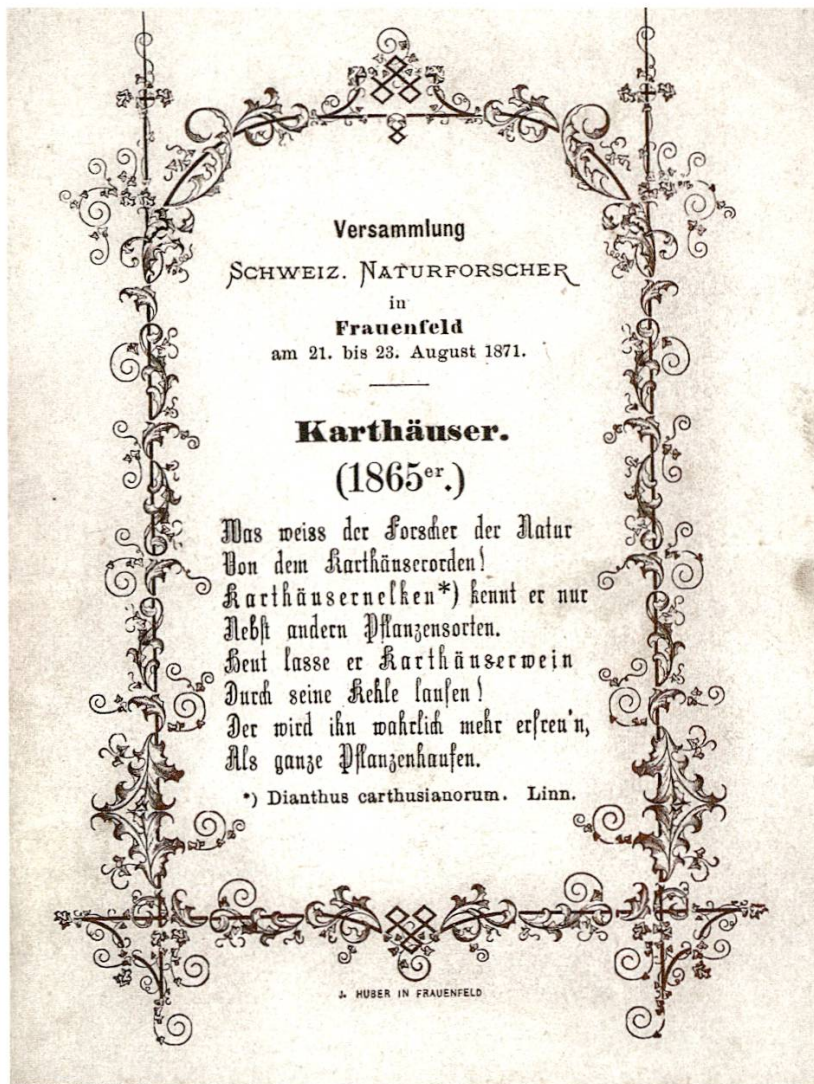 Versammlung
SCHWEIZ. NATURFORSCHER
in
Frauenfeld
am 21. bis 23. August 1871.
Karthäuser.
(1865er.)
Was weiss der Forscher der Natur
Von dem Karthäuserorden!
Karthäusernelken*) kennt er nur
Nebst andern Pflanzensorten.
Heut lasse er Karthäuserwein
Durch seine Kehle laufen!
Der wird ihn wahrlich mehr erfreu'n,
Als ganze Pflanzenhaufen.
*) Dianthus carthusianorum. Linn.
J. HUBER IN FRAUENFELD